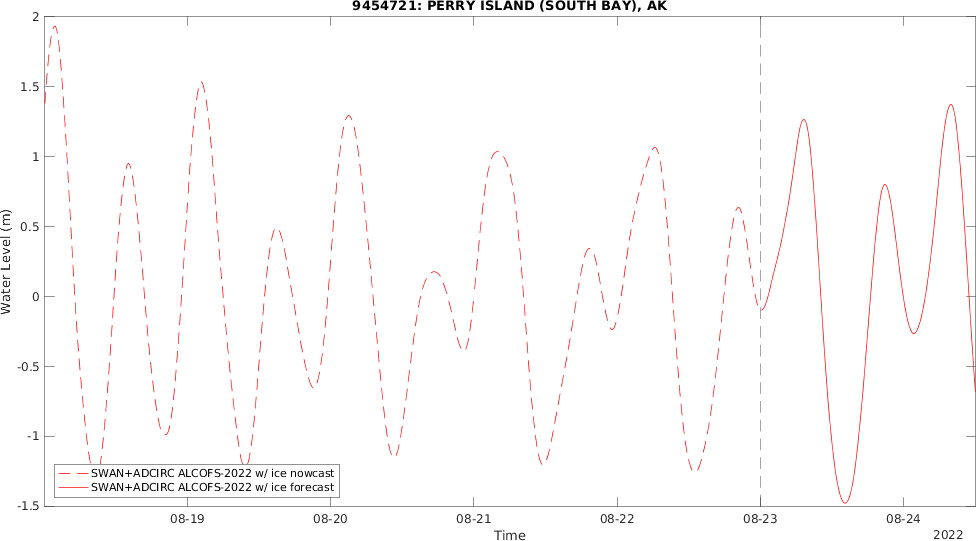 9454721: PERRY ISLAND (SOUTH BAY), AK
2
1.5
1
0.5
0
-0.5
-1
-1.5
Water Level (m)
SWAN+ADCIRC ALCOFS-2022 w/ ice nowcast
SWAN+ADCIRC ALCOFS-2022 w/ ice forecast
08-19 08-20 08-21 08-22 08-23 08-24
Time
2022